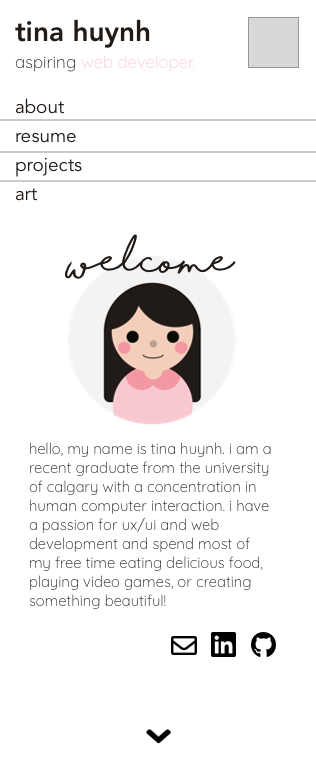 tina huynh
aspiring web developer.
about
resume
projects
art
welcome
hello, my name is tina huynh. i am a
recent graduate from the university
of calgary with a concentration in
human computer interaction. i have
a passion for ux/ui and web
development and spend most of
my free time eating delicious food,
playing video games, or creating
something beautiful!
in